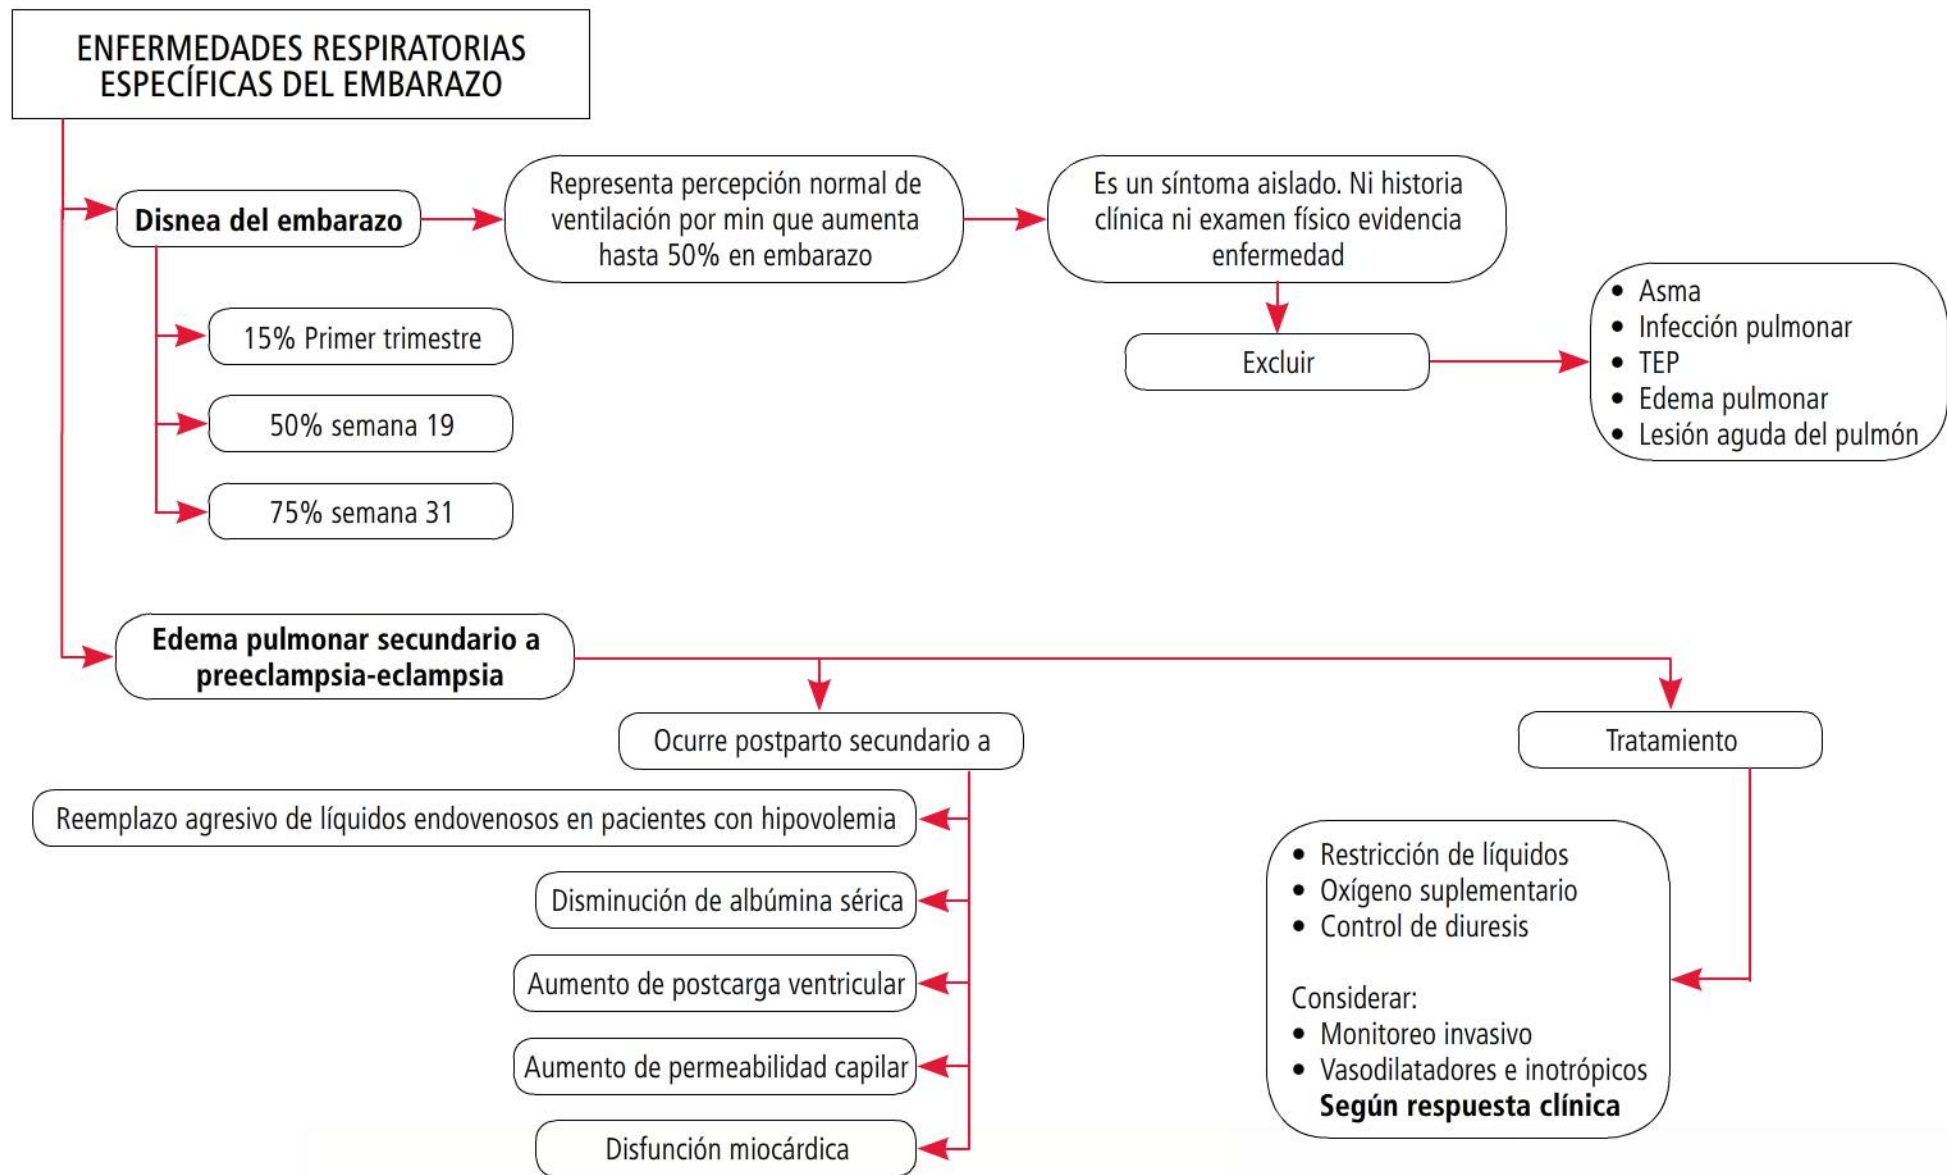 ENFERMEDADES RESPIRATORIAS
ESPECÍFICAS DEL EMBARAZO
Disnea del embarazo
Representa percepción normal de
ventilación por min que aumenta
hasta 50% en embarazo
Es un síntoma aislado. Ni historia
clínica ni examen físico evidencia
enfermedad
Excluir
• Asma
• Infección pulmonar
• TEP
• Edema pulmonar
• Lesión aguda del pulmón
15% Primer trimestre
50% semana 19
75% semana 31
Edema pulmonar secundario a
preeclampsia-eclampsia
Ocurre postparto secundario a
Reemplazo agresivo de líquidos endovenosos en pacientes con hipovolemia
Disminución de albúmina sérica
Aumento de postcarga ventricular
Aumento de permeabilidad capilar
Disfunción miocárdica
Tratamiento
• Restricción de líquidos
• Oxígeno suplementario
• Control de diuresis
Considerar:
• Monitoreo invasivo
• Vasodilatadores e inotrópicos
Según respuesta clínica